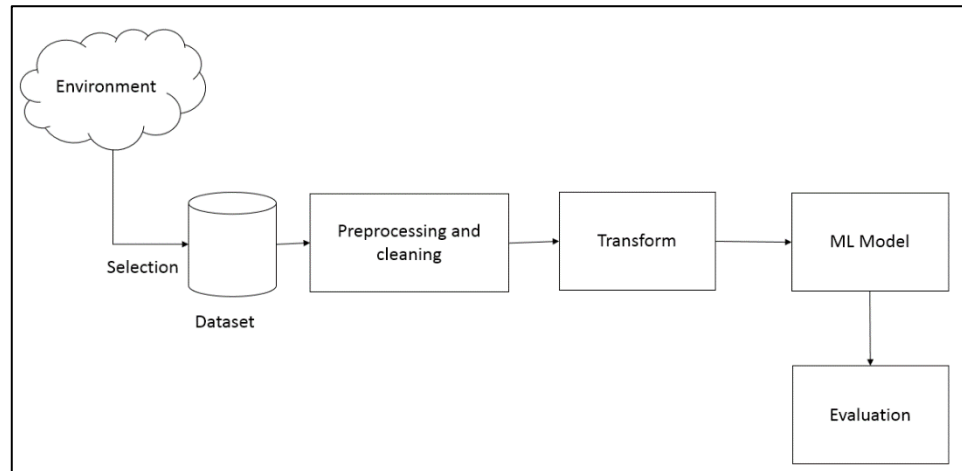 Environment
Selection
Dataset
Preprocessing and
cleaning
Transform
ML Model
Evaluation